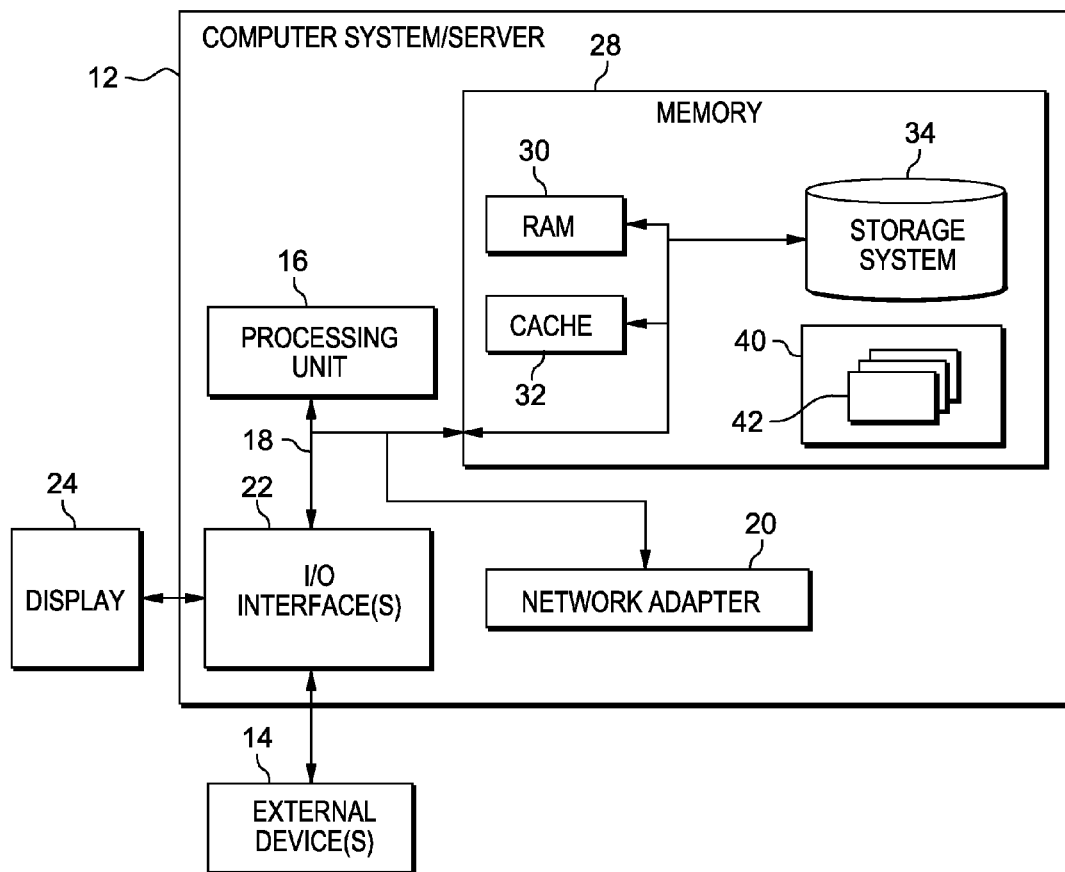 COMPUTER SYSTEM/SERVER
12
28
MEMORY
30
RAM
34
STORAGE
SYSTEM
16
PROCESSING
UNIT
CACHE
32
40
42
18
24
22
DISPLAY
I/O
INTERFACE(S)
20
NETWORK ADAPTER
14
EXTERNAL
DEVICE(S)